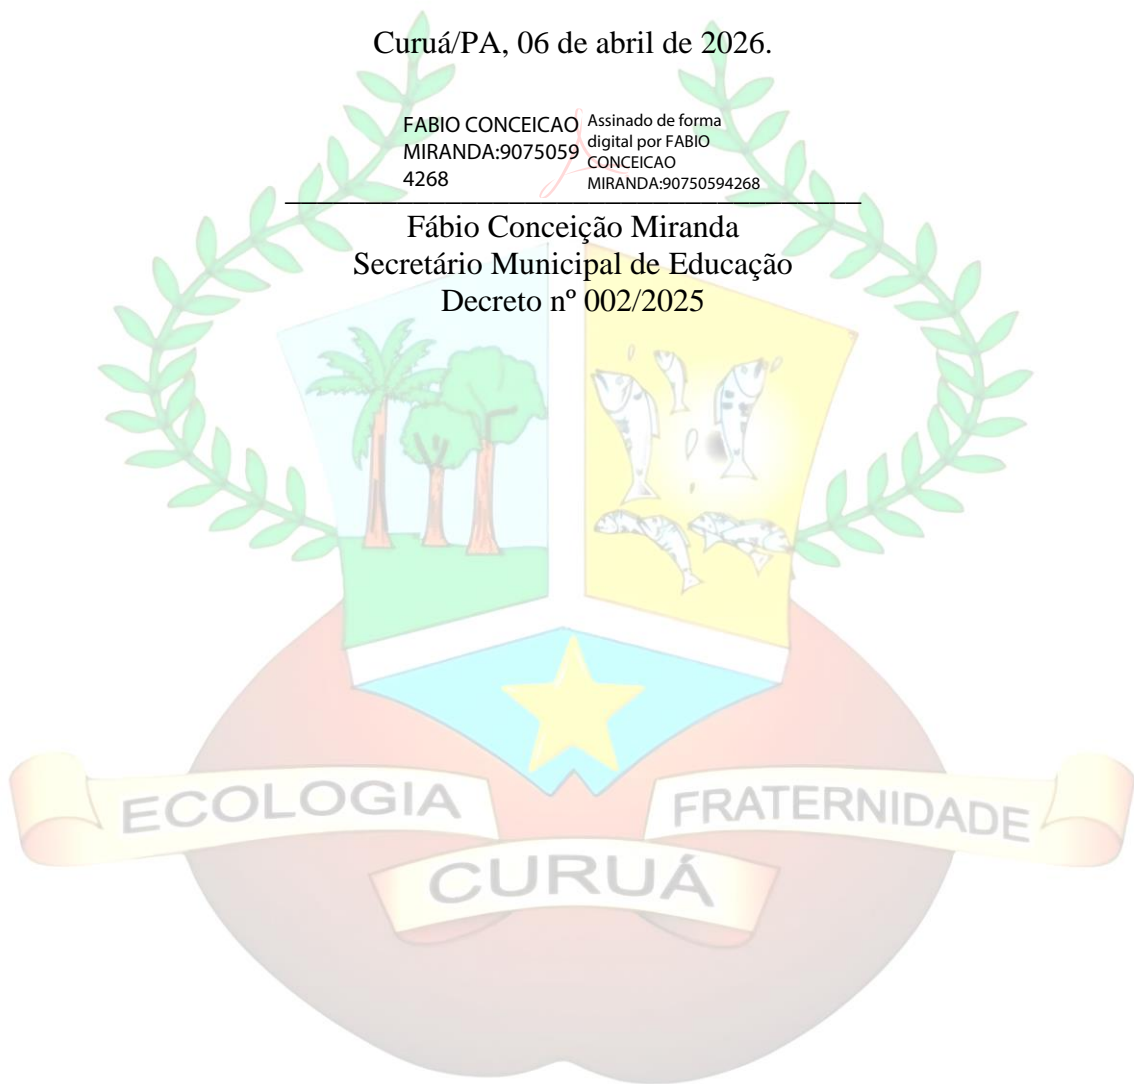 Curuá/PA, 06 de abril de 2026.
FABIO CONCEICAO
MIRANDA:9075059
4268
Assinado de forma
digital por FABIO
CONCEICAO
MIRANDA:90750594268
Fábio Conceição Miranda
Secretário Municipal de Educação
Decreto nº 002/2025
ECOLOGIA
FRATERNIDADE
CURUÁ